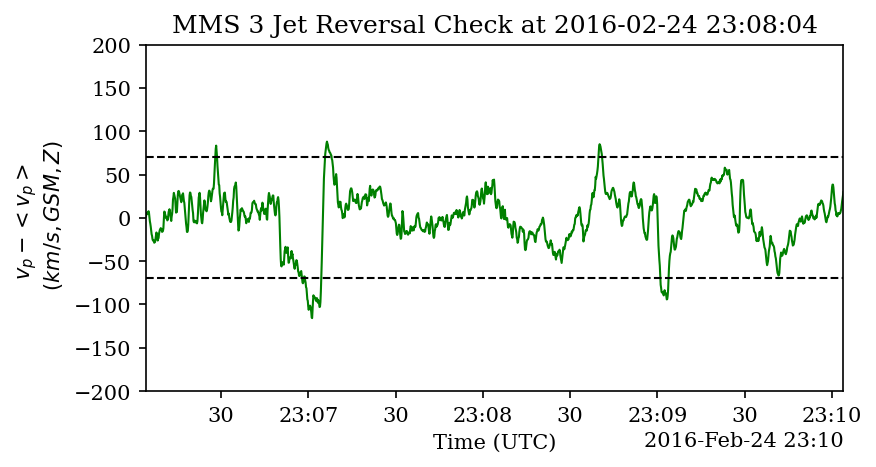 MMS 3 Jet Reversal Check at 2016-02-24 23:08:04
200
150
100
50
0
−50
−100
−150
−200
v_p − < v_p >
(km/s, GSM, Z)
30 23:07 30 23:08 30 23:09 30 23:10
Time (UTC) 2016-Feb-24 23:10